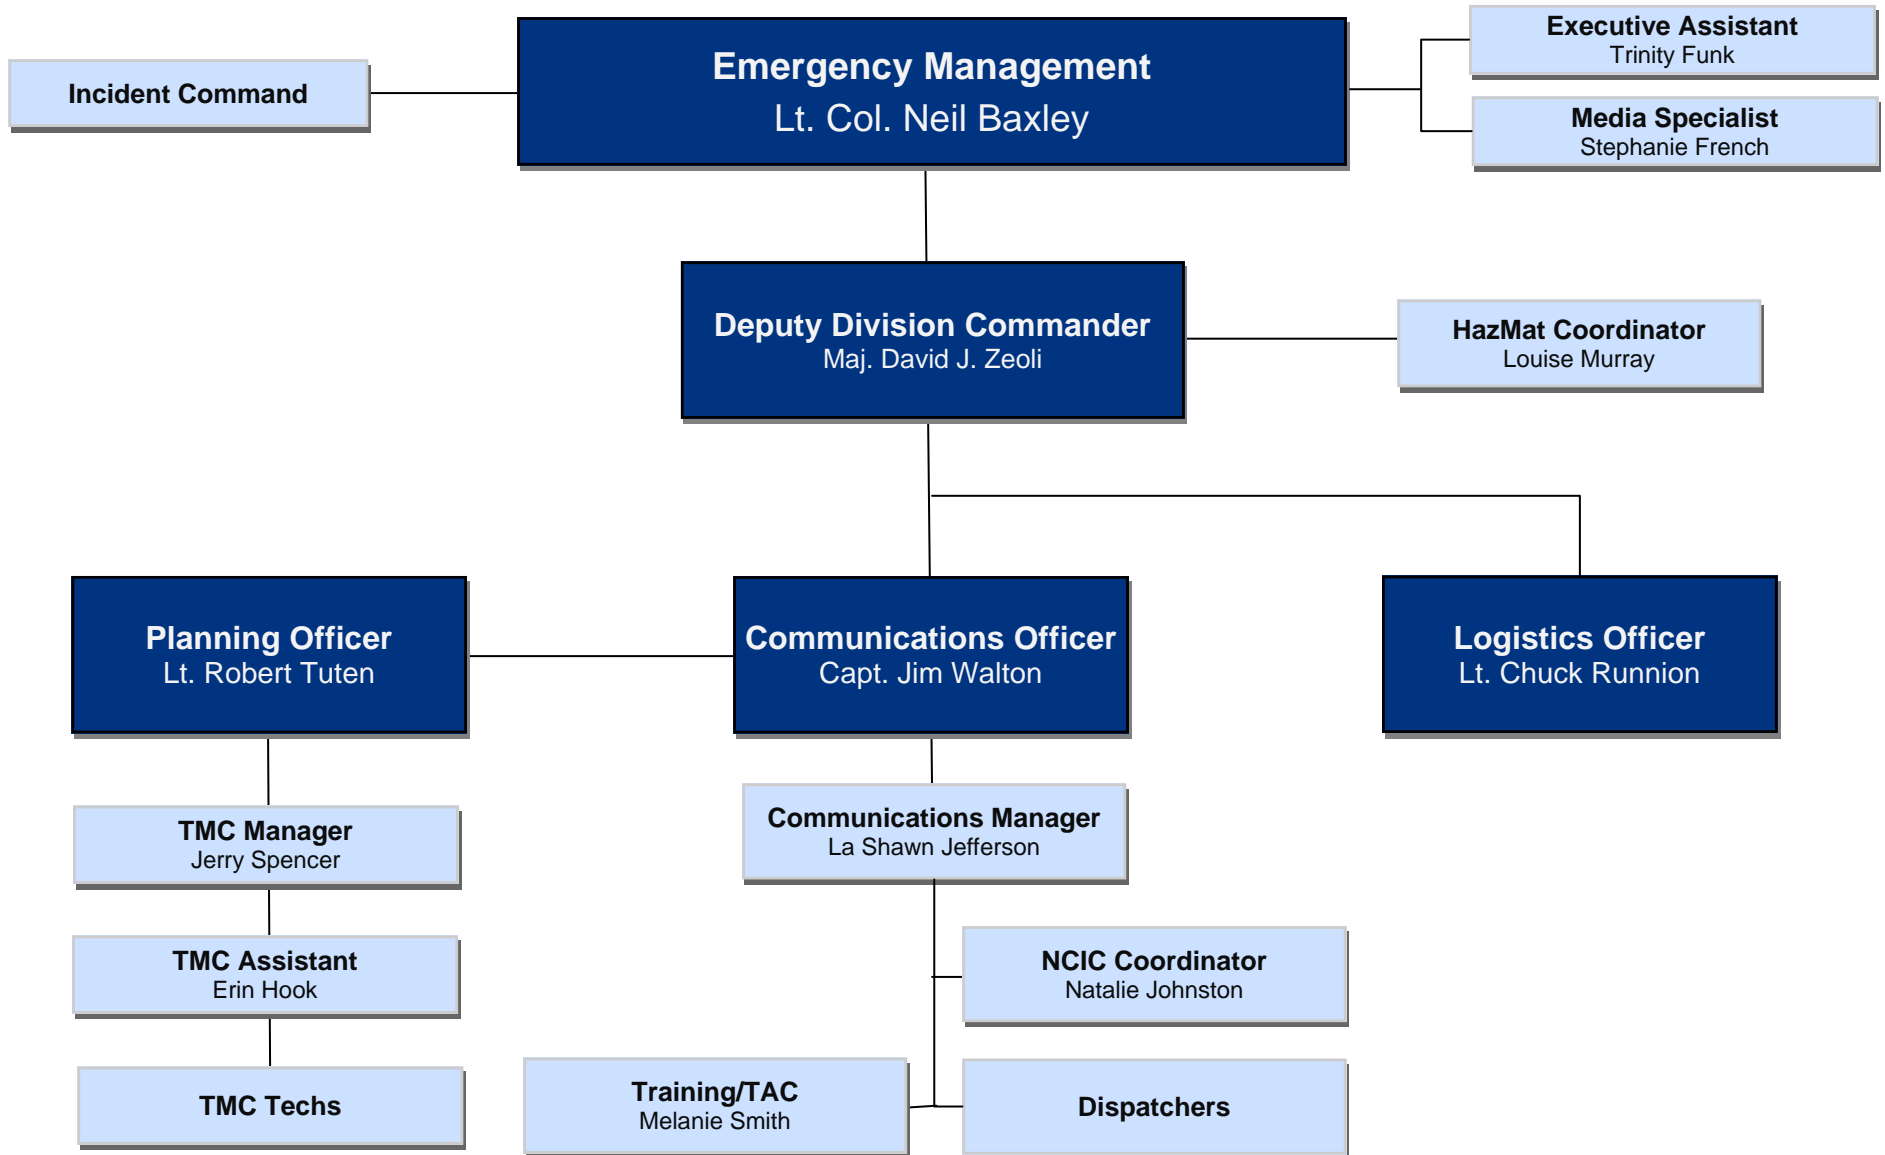 Emergency Management
Lt. Col. Neil Baxley
Executive Assistant
Trinity Funk
Incident Command
Media Specialist
Stephanie French
Deputy Division Commander
Maj. David J. Zeoli
HazMat Coordinator
Louise Murray
Planning Officer
Lt. Robert Tuten
Communications Officer
Capt. Jim Walton
Logistics Officer
Lt. Chuck Runnion
TMC Manager
Jerry Spencer
Communications Manager
La Shawn Jefferson
TMC Assistant
Erin Hook
NCIC Coordinator
Natalie Johnston
TMC Techs
Training/TAC
Melanie Smith
Dispatchers